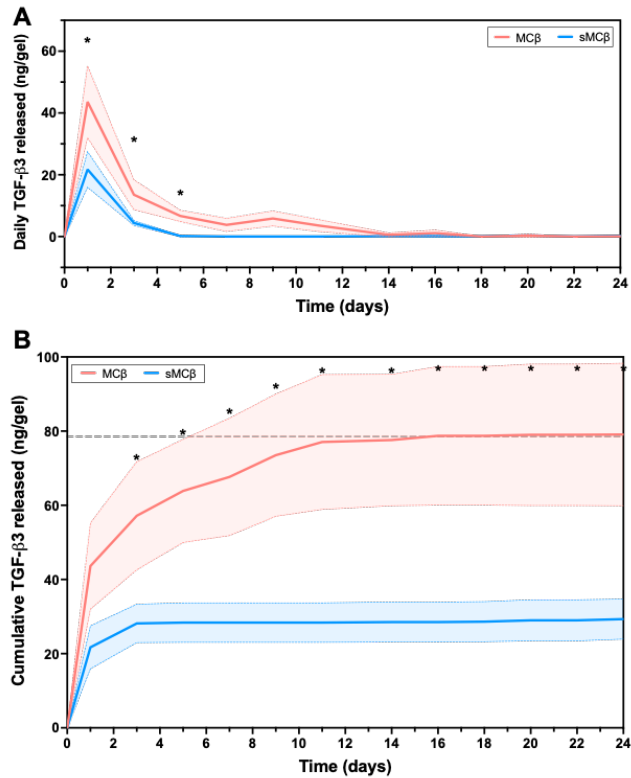 A
MCβ sMCβ
*
*
*
60
40
20
0
Daily TGF-β3 released (ng/gel)
0 2 4 6 8 10 12 14 16 18 20 22 24
Time (days)
B
MCβ sMCβ
* * * * * * * * * * * *
100
80
60
40
20
0
Cumulative TGF-β3 released (ng/gel)
0 2 4 6 8 10 12 14 16 18 20 22 24
Time (days)